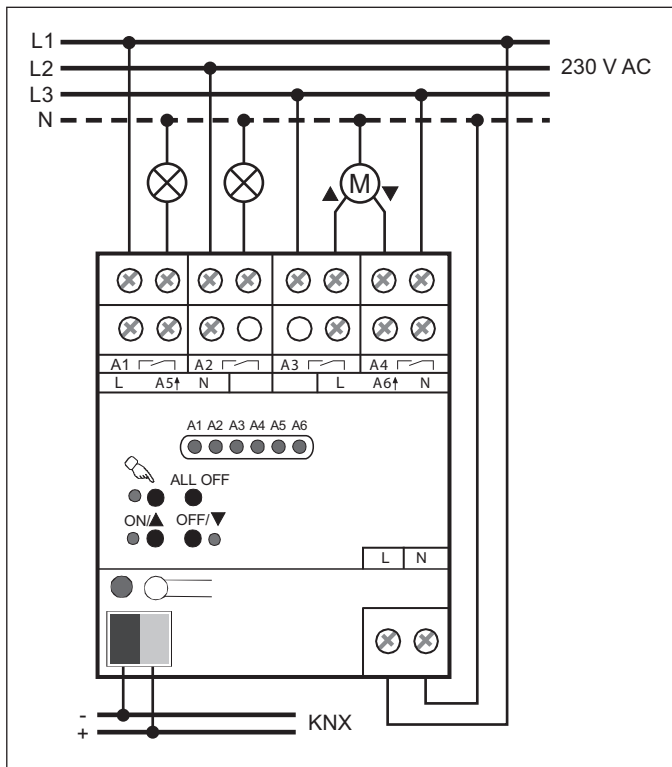 L1
L2
230 V AC
L3
N
M
A1 A2 A3 A4
L A5↑ N L A6↑ N
A1 A2 A3 A4 A5 A6
ALL OFF
ON/▲ OFF/▼
L N
-
KNX
+